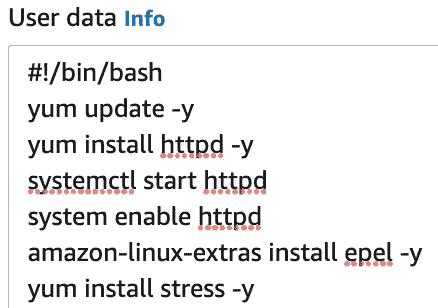 User data Info
#!/bin/bash
yum update -y
yum install httpd -y
systemctl start httpd
system enable httpd
amazon-linux-extras install epel -y
yum install stress -y